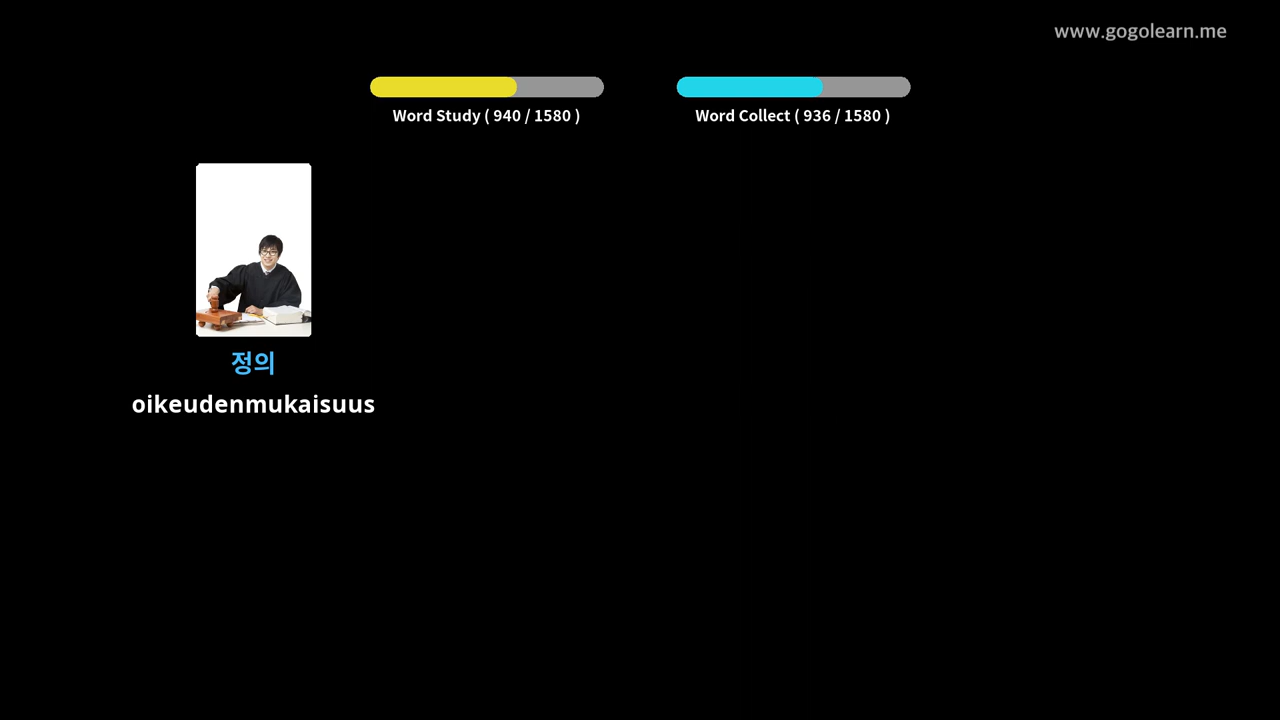 www.gogolearn.me
Word Study ( 940 / 1580 )
Word Collect ( 936 / 1580 )
정의
oikeudenmukaisuus